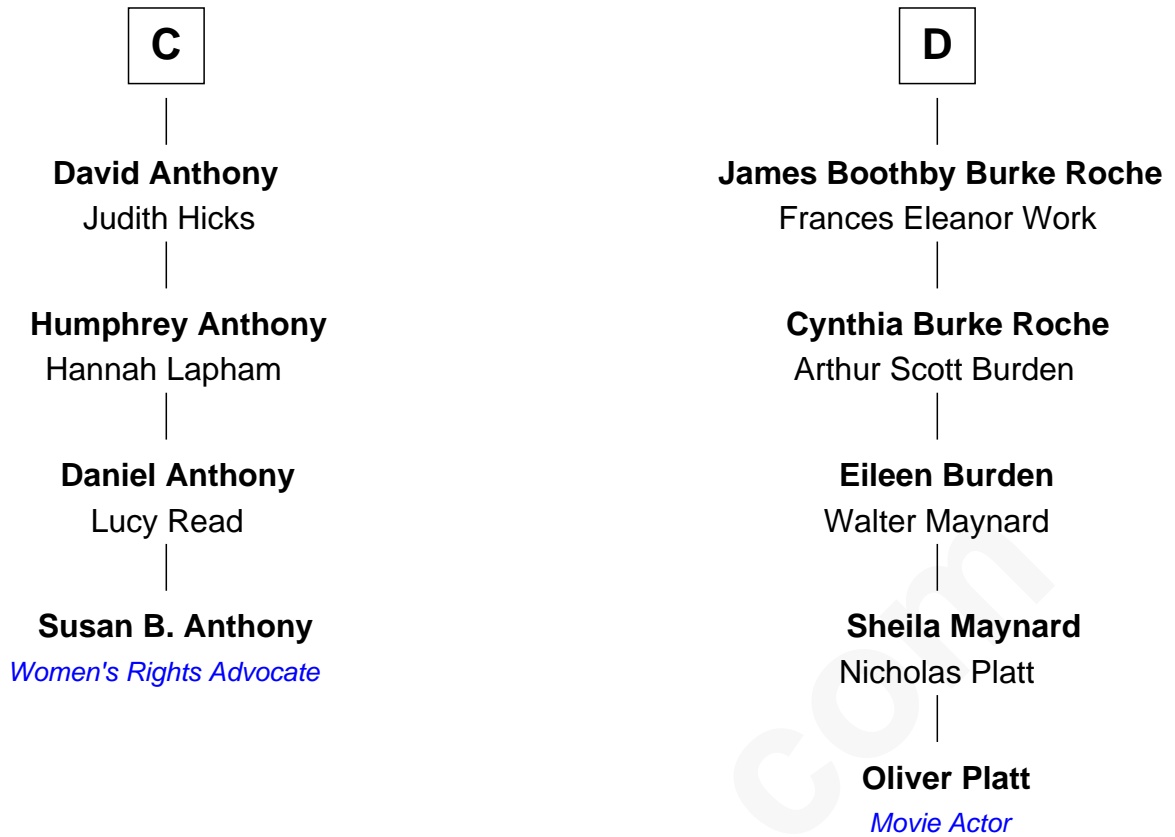 C
David Anthony
Judith Hicks
Humphrey Anthony
Hannah Lapham
Daniel Anthony
Lucy Read
Susan B. Anthony
Women's Rights Advocate
D
James Boothby Burke Roche
Frances Eleanor Work
Cynthia Burke Roche
Arthur Scott Burden
Eileen Burden
Walter Maynard
Sheila Maynard
Nicholas Platt
Oliver Platt
Movie Actor
com